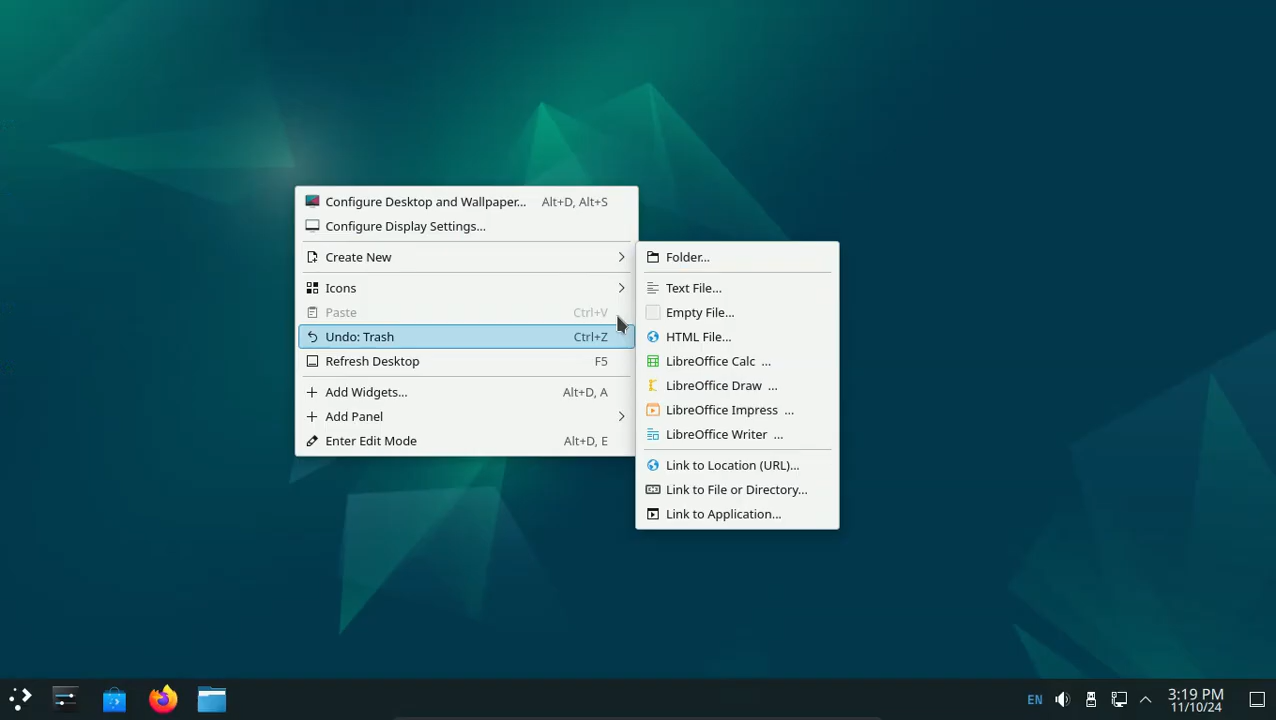 Configure Desktop and Wallpaper... Alt+D, Alt+S
Configure Display Settings...
Create New
Icons
Paste Ctrl+V
Undo: Trash Ctrl+Z
Refresh Desktop F5
Add Widgets... Alt+D, A
Add Panel
Enter Edit Mode Alt+D, E
Folder...
Text File...
Empty File...
HTML File...
LibreOffice Calc ...
LibreOffice Draw ...
LibreOffice Impress ...
LibreOffice Writer ...
Link to Location (URL)...
Link to File or Directory...
Link to Application...
EN
3:19 PM
11/10/24